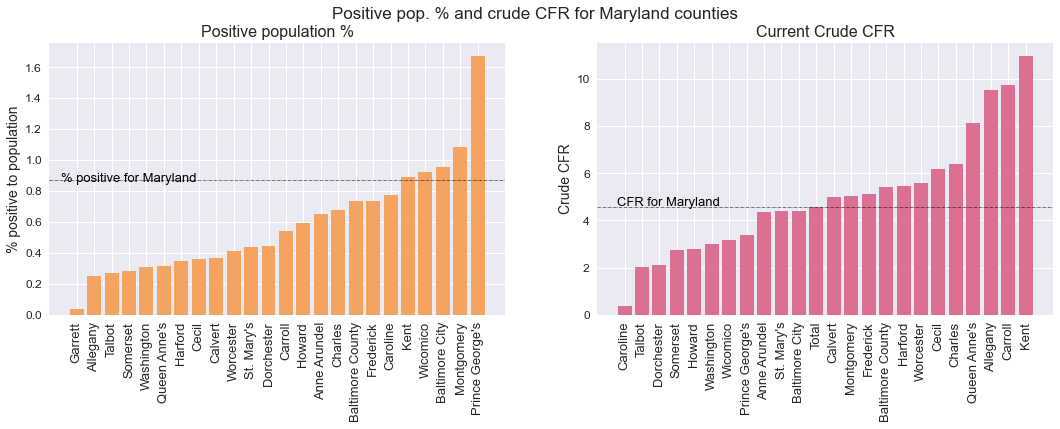 Positive pop. % and crude CFR for Maryland counties
Positive population %
% positive to population
1.6
1.4
1.2
1.0
0.8
0.6
0.4
0.2
0.0
% positive for Maryland
Garrett
Allegany
Talbot
Somerset
Washington
Queen Anne's
Harford
Cecil
Calvert
Worcester
St. Mary's
Dorchester
Carroll
Howard
Anne Arundel
Charles
Baltimore County
Frederick
Caroline
Kent
Wicomico
Baltimore City
Montgomery
Prince George's
Current Crude CFR
Crude CFR
10
8
6
4
2
0
CFR for Maryland
Caroline
Talbot
Dorchester
Somerset
Howard
Washington
Wicomico
Prince George's
Anne Arundel
St. Mary's
Baltimore City
Total
Calvert
Montgomery
Frederick
Baltimore County
Harford
Worcester
Cecil
Charles
Queen Anne's
Allegany
Carroll
Kent